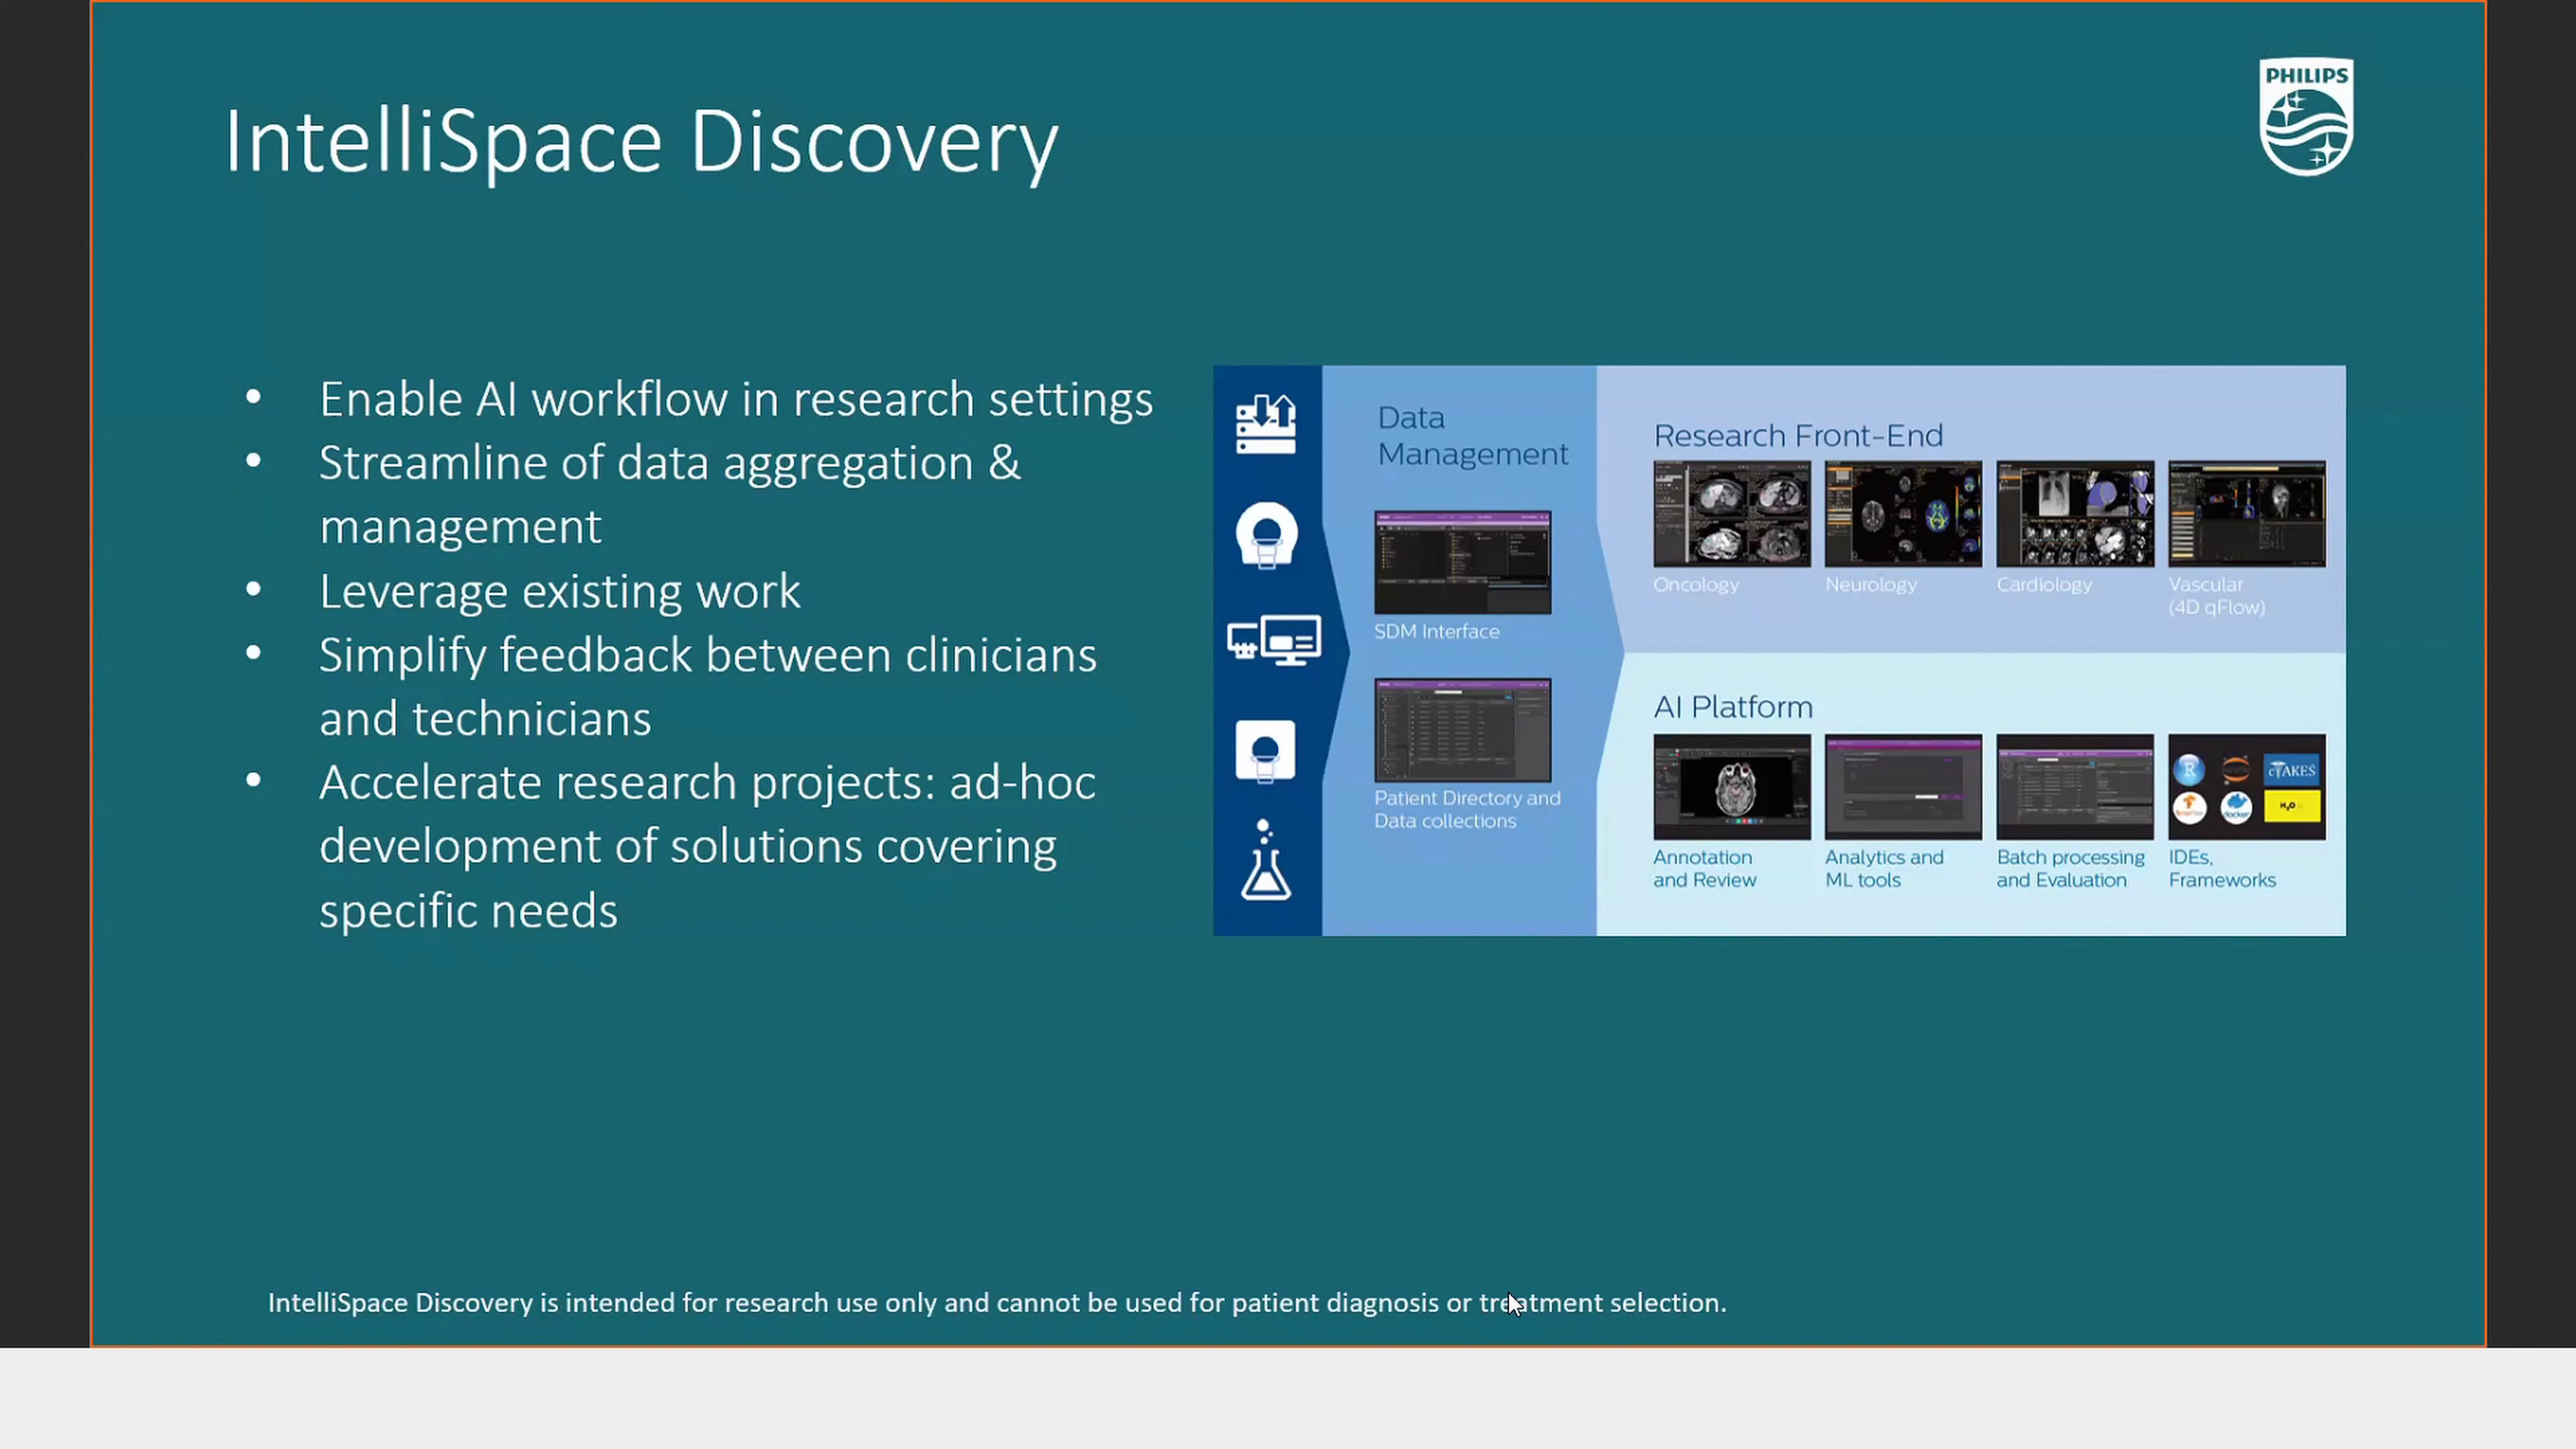 PHILIPS
IntelliSpace Discovery
• Enable AI workflow in research settings
• Streamline of data aggregation &
management
• Leverage existing work
• Simplify feedback between clinicians
and technicians
• Accelerate research projects: ad-hoc
development of solutions covering
specific needs
Data
Management
SDM Interface
Patient Directory and
Data collections
Research Front-End
Oncology
Neurology
Cardiology
Vascular
(4D qFlow)
AI Platform
R
cTAKES
docker
H2O
Annotation
and Review
Analytics and
ML tools
Batch processing
and Evaluation
IDEs,
Frameworks
IntelliSpace Discovery is intended for research use only and cannot be used for patient diagnosis or treatment selection.